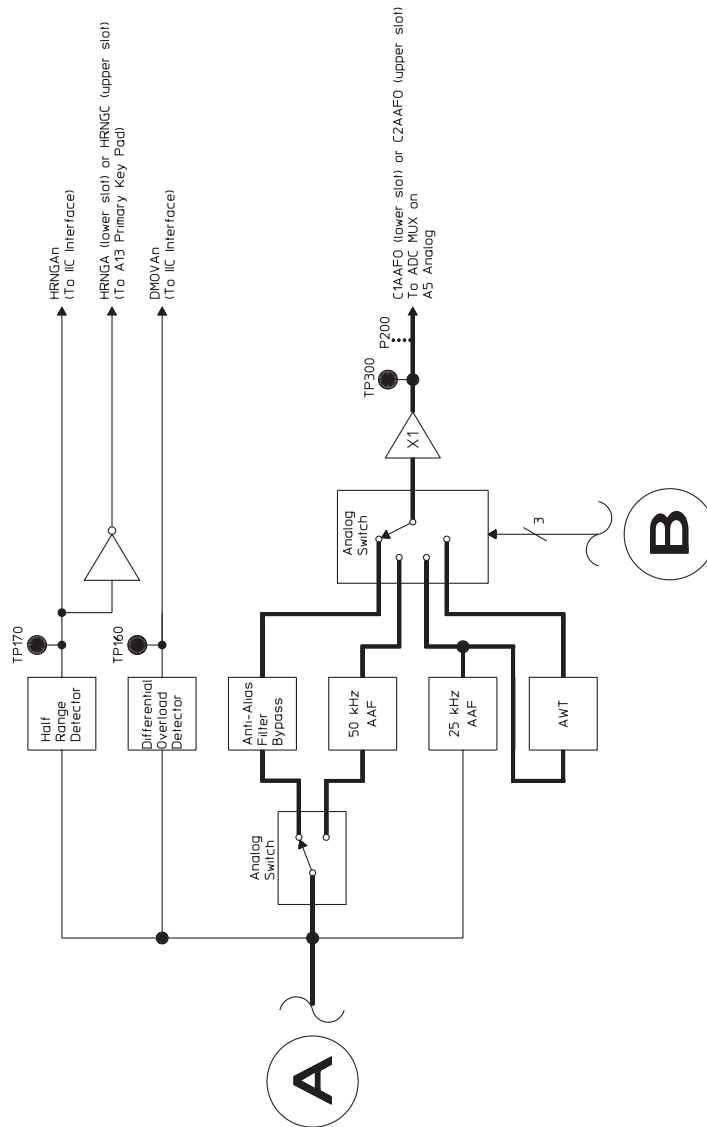 HRNGAn
(To IIC Interface)
HRNGA (lower slot) or HRNGC (upper slot)
(To A13 Primary Key Pad)
DMOVAn
(To IIC Interface)
TP170
TP160
Half
Range
Detector
Differential
Overload
Detector
C1AAFO (lower slot) or C2AAFO (upper slot)
To ADC MUX on
A5 Analog
P200
TP300
X1
Analog
Switch
3
B
Anti-Alias
Filter
Bypass
50 kHz
AAF
25 kHz
AAF
AWT
Analog
Switch
A